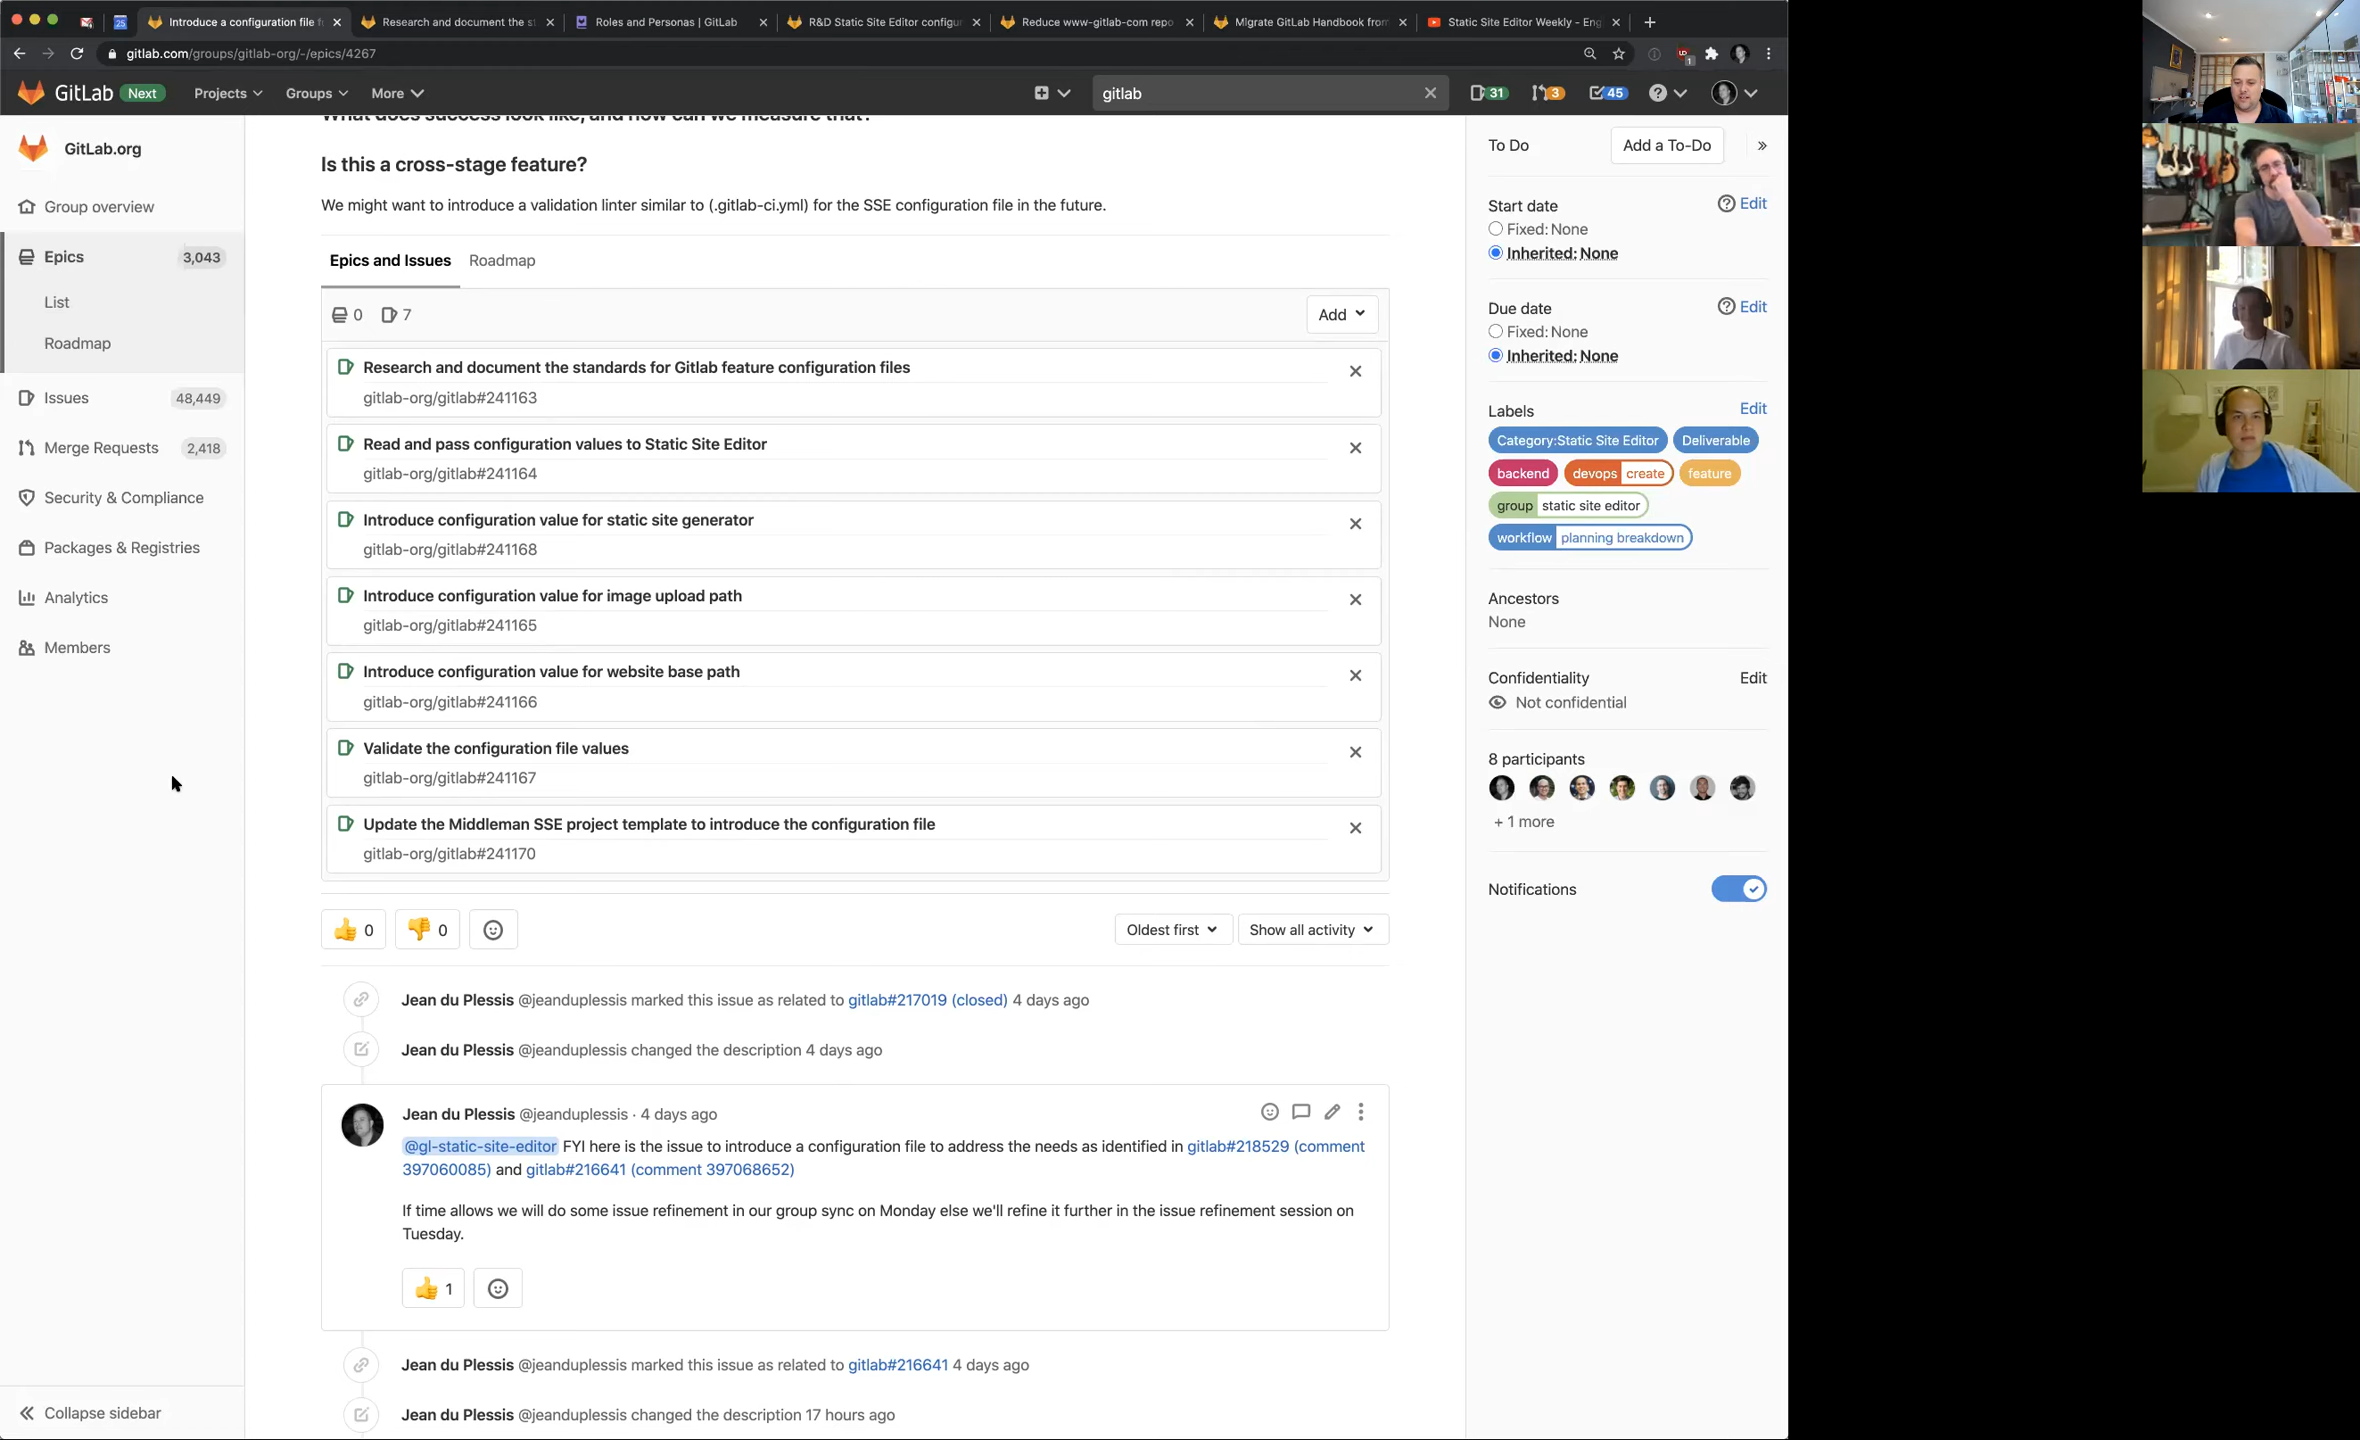 Introduce a configuration file f
Research and document the st
Roles and Personas | GitLab
R&D Static Site Editor configur
Reduce www-gitlab-com repo
Migrate GitLab Handbook from
Static Site Editor Weekly - Eng
gitlab.com/groups/gitlab-org/-/epics/4267
GitLab Next
Projects
Groups
More
gitlab
31
3
45
GitLab.org
Group overview
Epics 3,043
List
Roadmap
Issues 48,449
Merge Requests 2,418
Security & Compliance
Packages & Registries
Analytics
Members
Collapse sidebar
What does success look like, and how can we measure that?
Is this a cross-stage feature?
We might want to introduce a validation linter similar to (.gitlab-ci.yml) for the SSE configuration file in the future.
Epics and Issues Roadmap
0 7
Add
Research and document the standards for Gitlab feature configuration files
gitlab-org/gitlab#241163
Read and pass configuration values to Static Site Editor
gitlab-org/gitlab#241164
Introduce configuration value for static site generator
gitlab-org/gitlab#241168
Introduce configuration value for image upload path
gitlab-org/gitlab#241165
Introduce configuration value for website base path
gitlab-org/gitlab#241166
Validate the configuration file values
gitlab-org/gitlab#241167
Update the Middleman SSE project template to introduce the configuration file
gitlab-org/gitlab#241170
0 0
Oldest first
Show all activity
Jean du Plessis @jeanduplessis marked this issue as related to gitlab#217019 (closed) 4 days ago
Jean du Plessis @jeanduplessis changed the description 4 days ago
Jean du Plessis @jeanduplessis · 4 days ago
@gl-static-site-editor FYI here is the issue to introduce a configuration file to address the needs as identified in gitlab#218529 (comment
397060085) and gitlab#216641 (comment 397068652)
If time allows we will do some issue refinement in our group sync on Monday else we'll refine it further in the issue refinement session on
Tuesday.
1
Jean du Plessis @jeanduplessis marked this issue as related to gitlab#216641 4 days ago
Jean du Plessis @jeanduplessis changed the description 17 hours ago
To Do Add a To-Do
Start date Edit
Fixed: None
Inherited: None
Due date Edit
Fixed: None
Inherited: None
Labels Edit
Category:Static Site Editor Deliverable
backend devops create feature
group static site editor
workflow planning breakdown
Ancestors
None
Confidentiality Edit
Not confidential
8 participants
+ 1 more
Notifications